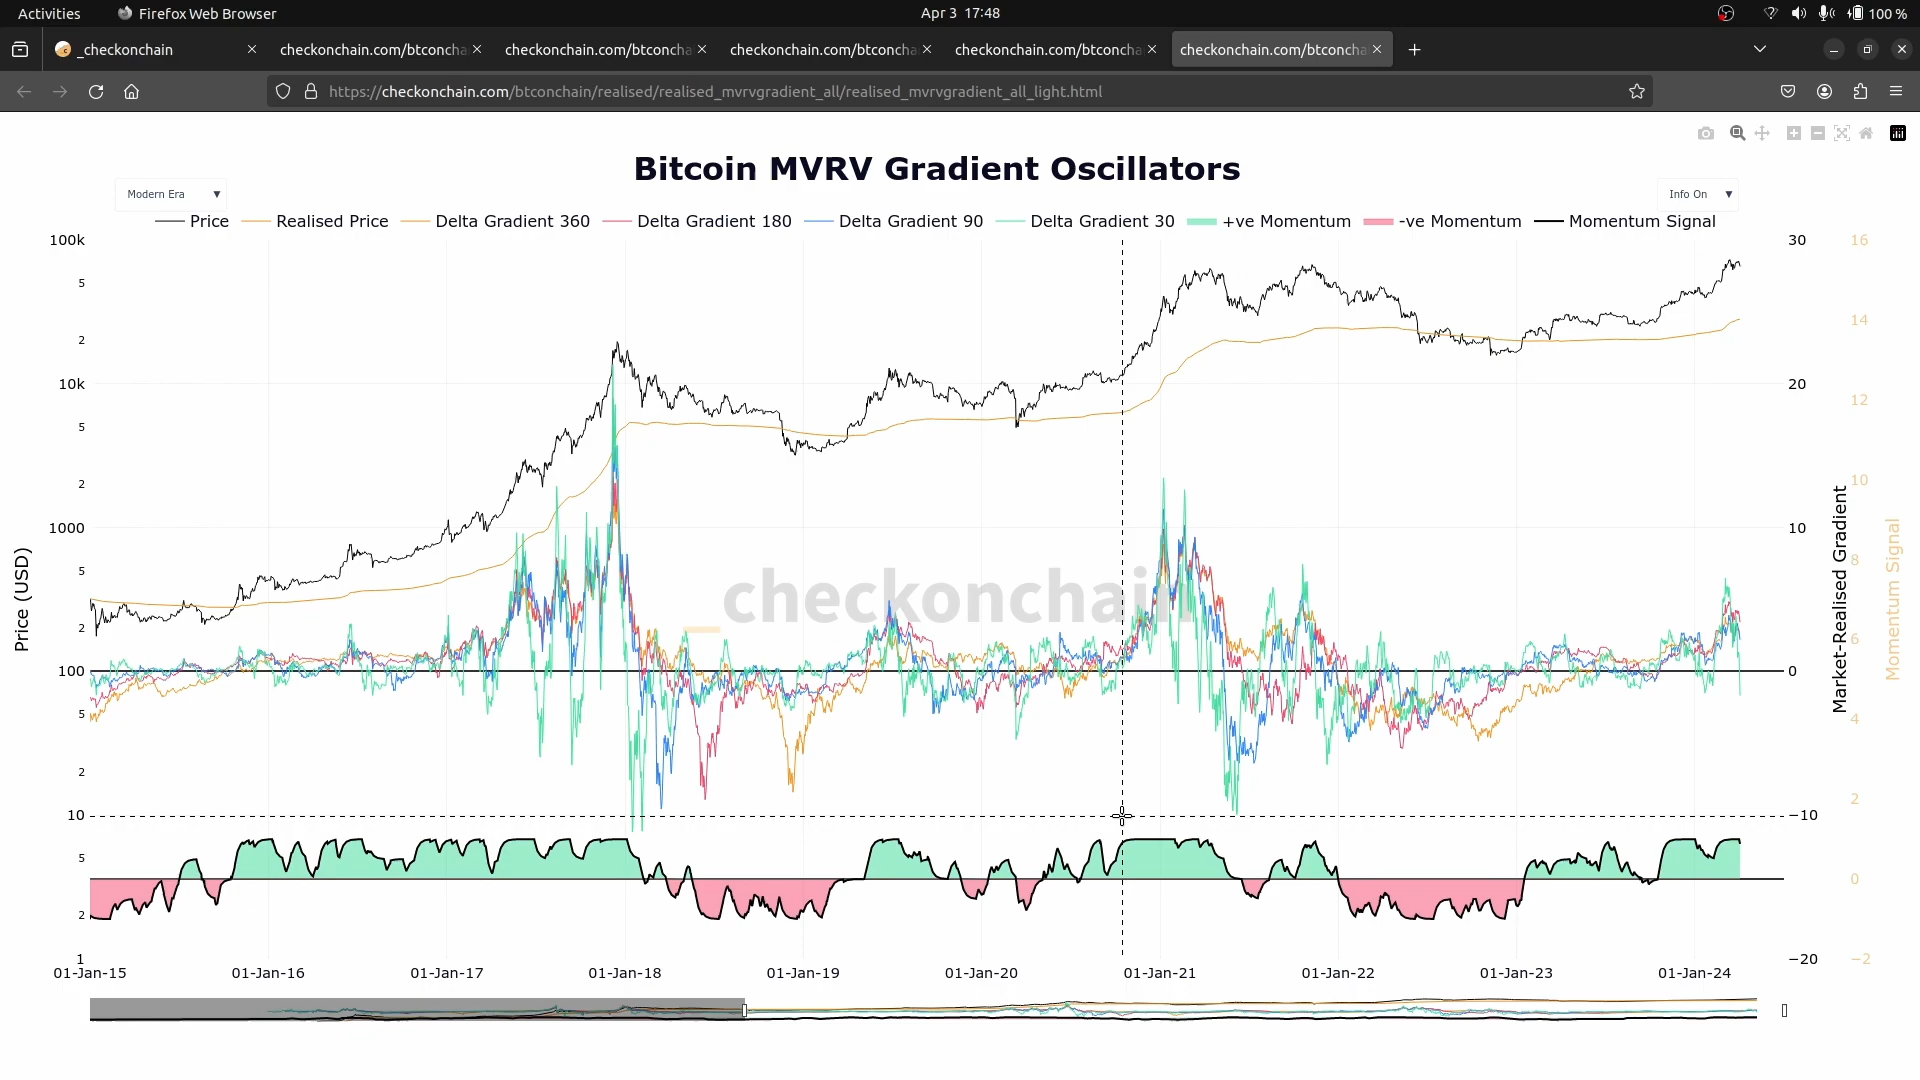 Activities Firefox Web Browser Apr 3 17:48 100 %
_checkonchain checkonchain.com/btconcha checkonchain.com/btconcha checkonchain.com/btconcha checkonchain.com/btconcha checkonchain.com/btconcha
https://checkonchain.com/btconchain/realised/realised_mvrvgradient_all/realised_mvrvgradient_all_light.html
Bitcoin MVRV Gradient Oscillators
Modern Era ▼ Info On ▼
Price Realised Price Delta Gradient 360 Delta Gradient 180 Delta Gradient 90 Delta Gradient 30 +ve Momentum -ve Momentum Momentum Signal
100k 30 16
5
2 14
10k 20 12
5
2 10
1000 10
5 8
2 6
100 0
5 4
2 2
10 −10
5 0
2
1 −20 −2
Price (USD)
checkonchain
Market-Realised Gradient
Momentum Signal
01-Jan-15 01-Jan-16 01-Jan-17 01-Jan-18 01-Jan-19 01-Jan-20 01-Jan-21 01-Jan-22 01-Jan-23 01-Jan-24